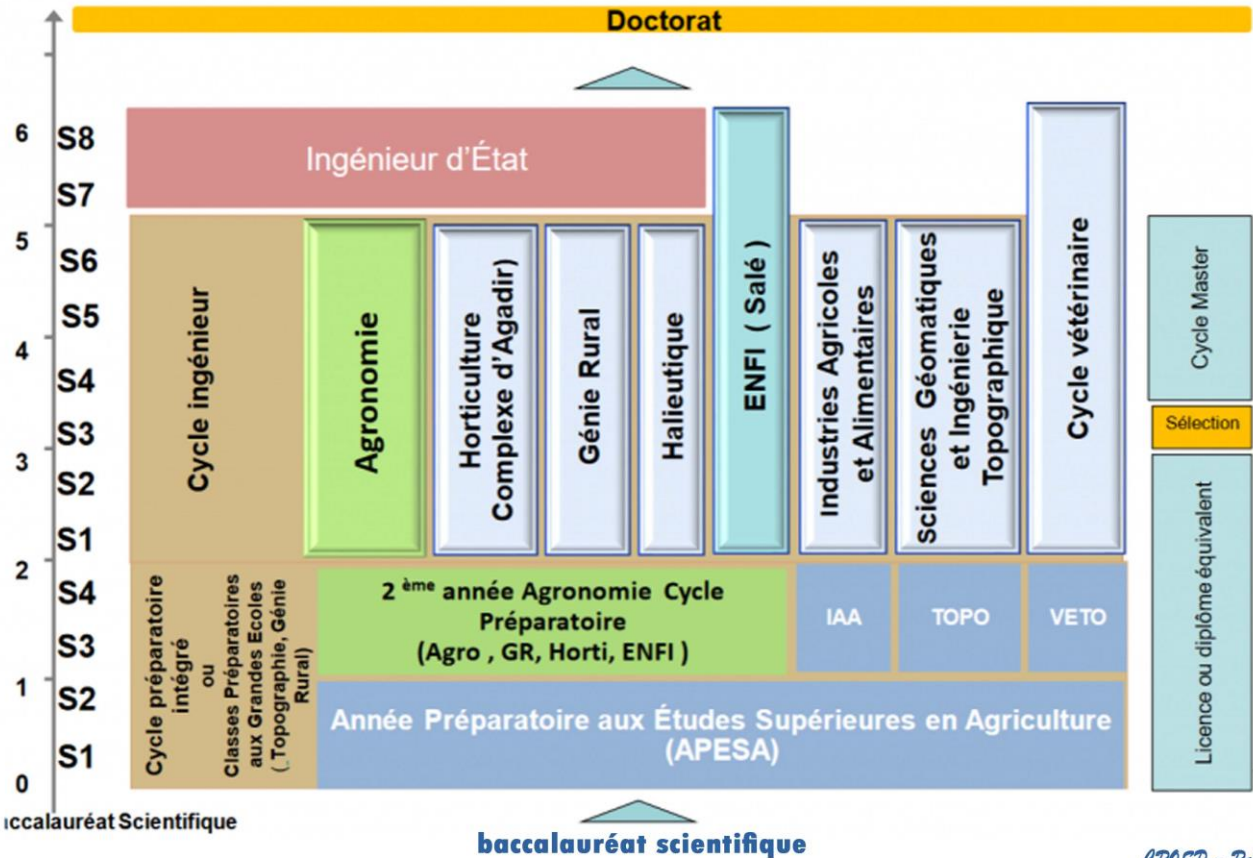 Doctorat
6
S8
S7
5
S6
S5
4
S4
S3
3
S2
S1
2
S4
S3
1
S2
S1
0
Ingénieur d'État
Cycle ingénieur
Agronomie
Horticulture
Complexe d'Agadir)
Génie Rural
Halieutique
ENFI ( Salé )
Industries Agricoles
et Alimentaires
Sciences Géomatiques
et Ingénierie
Topographique
Cycle vétérinaire
Cycle Master
Sélection
Licence ou diplôme équivalent
Cycle préparatoire
intégré
ou
Classes Préparatoires
aux Grandes Ecoles
(_Topographie, Génie
Rural)
2 ème année Agronomie Cycle
Préparatoire
(Agro , GR, Horti, ENFI )
IAA
TOPO
VETO
Année Préparatoire aux Études Supérieures en Agriculture
(APESA)
ccalauréat Scientifique
baccalauréat scientifique